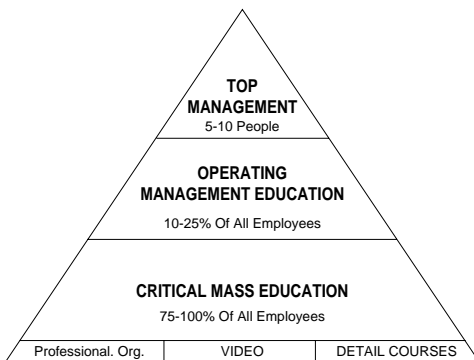 TOP
MANAGEMENT
5-10 People
OPERATING
MANAGEMENT EDUCATION
10-25% Of All Employees
CRITICAL MASS EDUCATION
75-100% Of All Employees
Professional. Org. VIDEO DETAIL COURSES